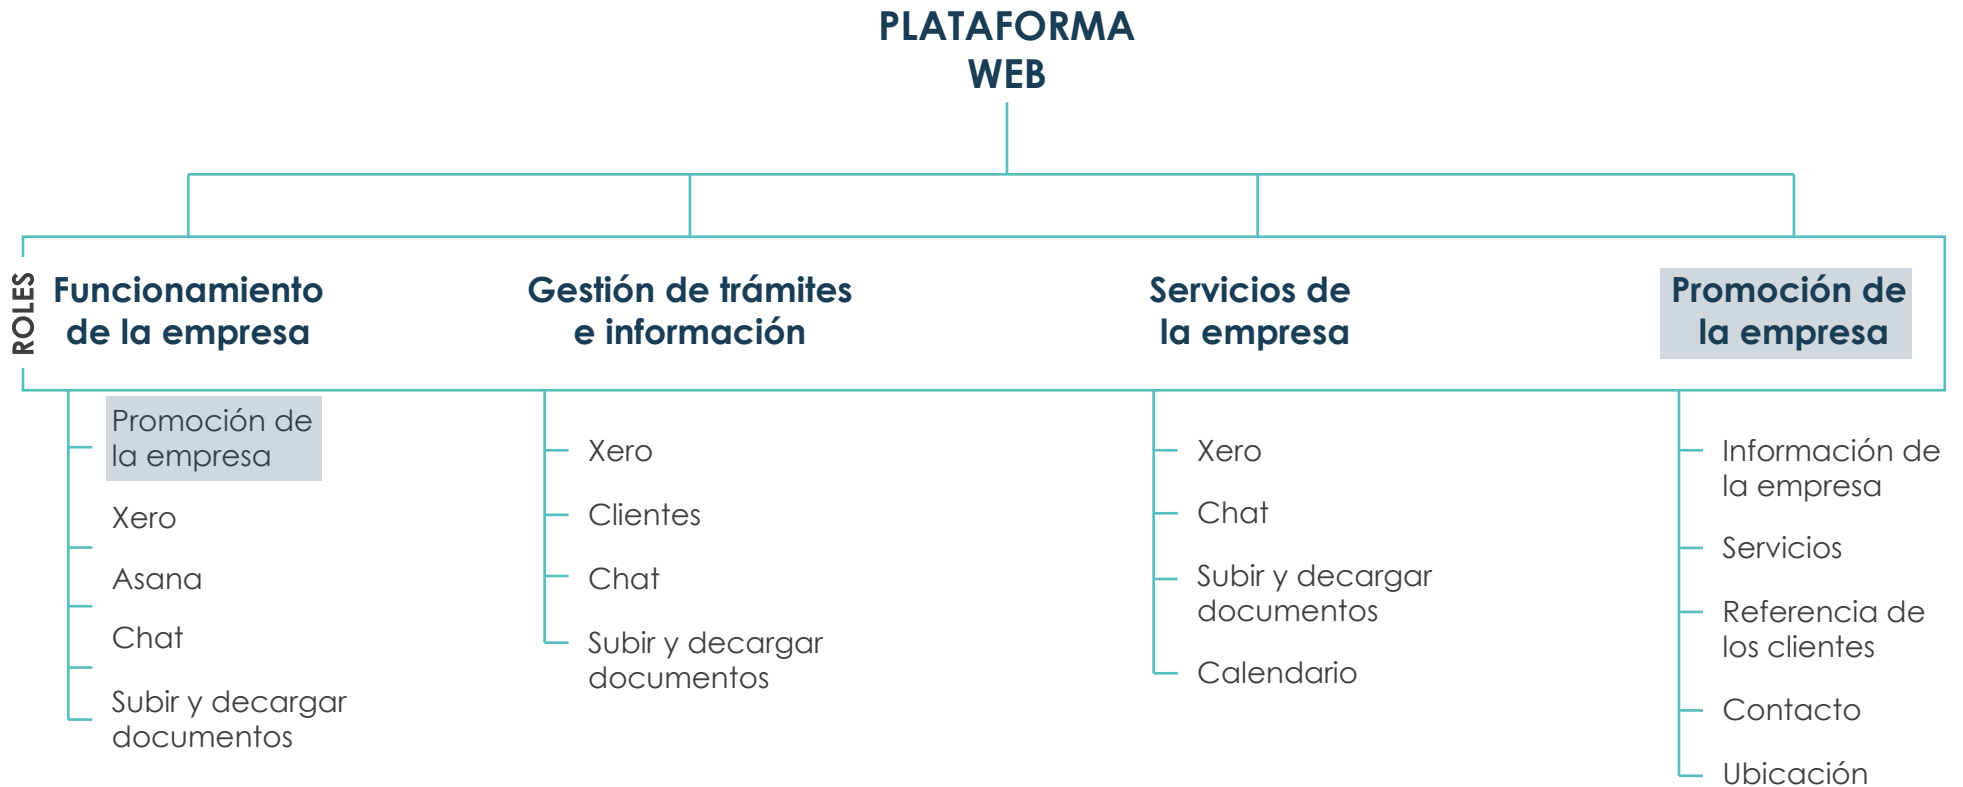 PLATAFORMA
WEB
ROLES
Funcionamiento
de la empresa
Gestión de trámites
e información
Servicios de
la empresa
Promoción de
la empresa
Promoción de
la empresa
Xero
Asana
Chat
Subir y decargar
documentos
Xero
Clientes
Chat
Subir y decargar
documentos
Xero
Chat
Subir y decargar
documentos
Calendario
Información de
la empresa
Servicios
Referencia de
los clientes
Contacto
Ubicación